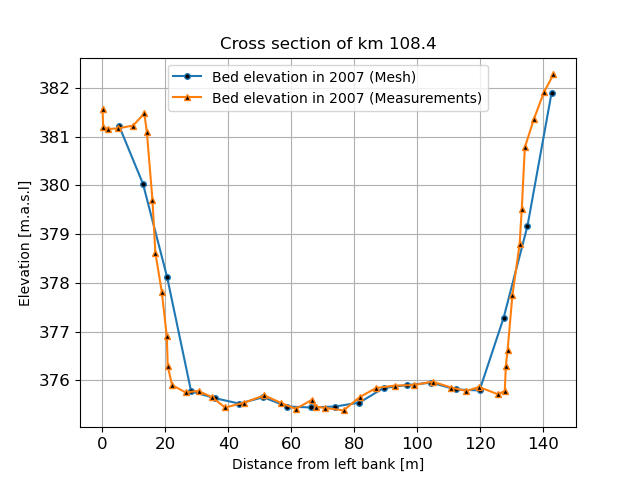 Cross section of km 108.4
Bed elevation in 2007 (Mesh)
Bed elevation in 2007 (Measurements)
Elevation [m.a.s.l]
382
381
380
379
378
377
376
0 20 40 60 80 100 120 140
Distance from left bank [m]